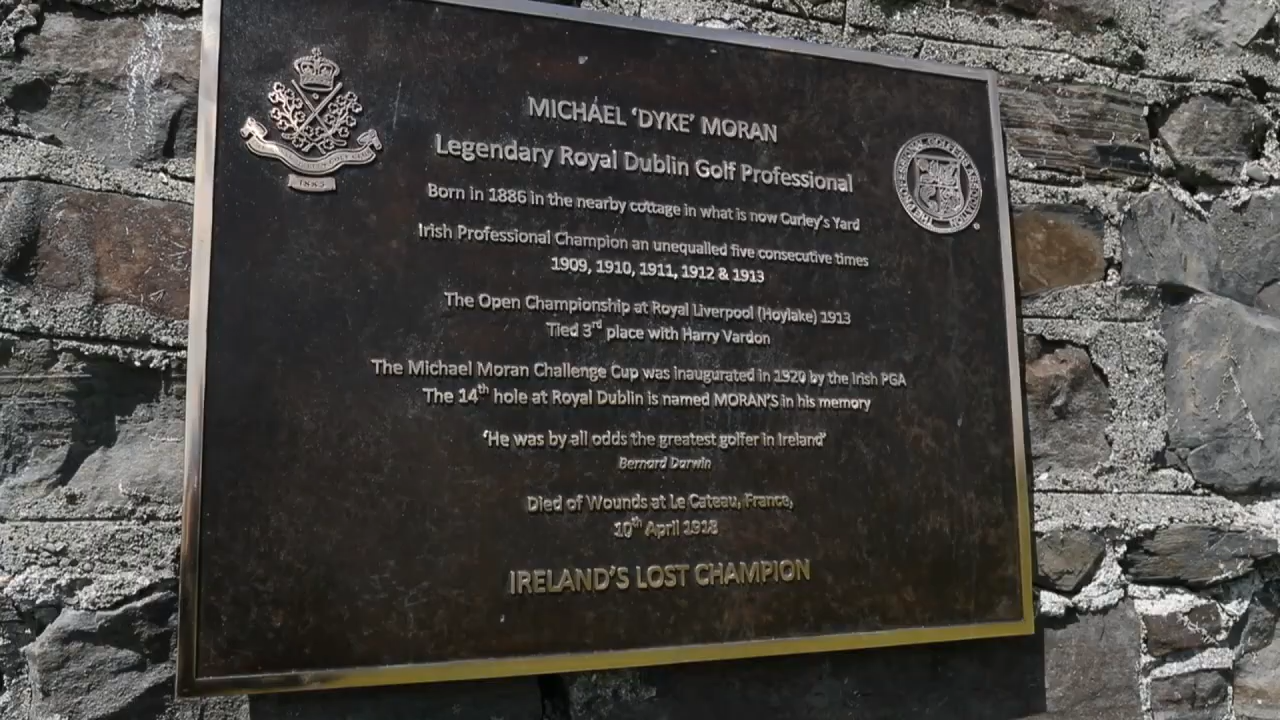 MICHAEL 'DYKE' MORAN
Legendary Royal Dublin Golf Professional
Born in 1886 in the nearby cottage in what is now Curley's Yard
Irish Professional Champion an unequalled five consecutive times
1909, 1910, 1911, 1912 & 1913
The Open Championship at Royal Liverpool (Hoylake) 1913
Tied 3rd place with Harry Vardon
The Michael Moran Challenge Cup was inaugurated in 1920 by the Irish PGA
The 14th hole at Royal Dublin is named MORAN'S in his memory
'He was by all odds the greatest golfer in Ireland'
Bernard Darwin
Died of Wounds at Le Cateau, France,
10th April 1918
IRELAND'S LOST CHAMPION
1885
THE PROFESSIONAL GOLFERS' ASSOCIATION